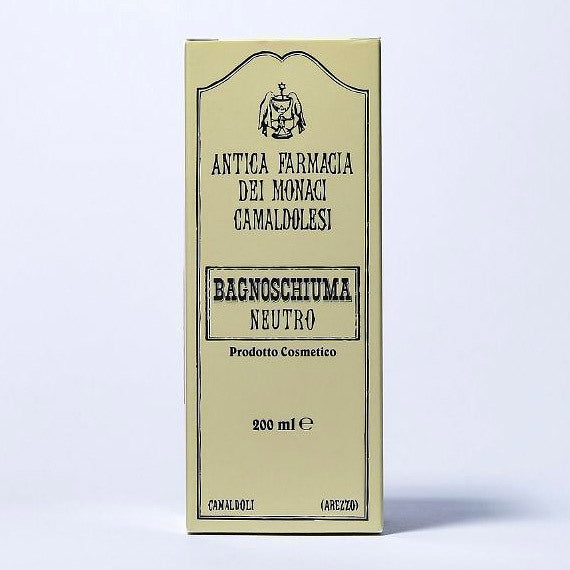 ANTICA FARMACIA
DEI MONACI
CAMALDOLESI
BAGNOSCHIUMA
NEUTRO
Prodotto Cosmetico
200 ml ℮
CAMALDOLI (AREZZO)